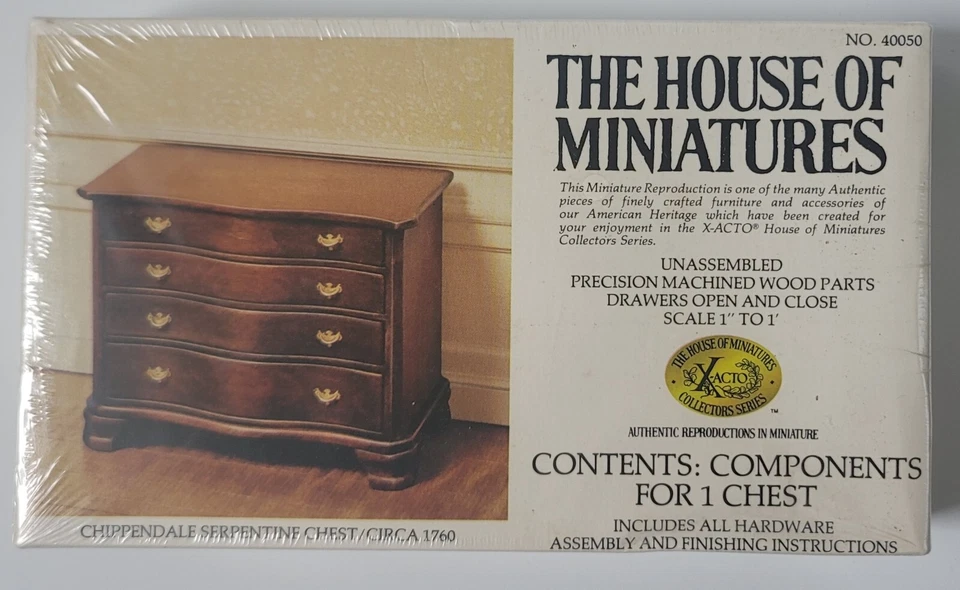 NO. 40050
THE HOUSE OF
MINIATURES
This Miniature Reproduction is one of the many Authentic
pieces of finely crafted furniture and accessories of
our American Heritage which have been created for
your enjoyment in the X-ACTO® House of Miniatures
Collectors Series.
UNASSEMBLED
PRECISION MACHINED WOOD PARTS
DRAWERS OPEN AND CLOSE
SCALE 1" TO 1'
THE HOUSE OF MINIATURES
X-ACTO
COLLECTORS SERIES ™
AUTHENTIC REPRODUCTIONS IN MINIATURE
CONTENTS: COMPONENTS
FOR 1 CHEST
INCLUDES ALL HARDWARE
ASSEMBLY AND FINISHING INSTRUCTIONS
CHIPPENDALE SERPENTINE CHEST/CIRCA 1760